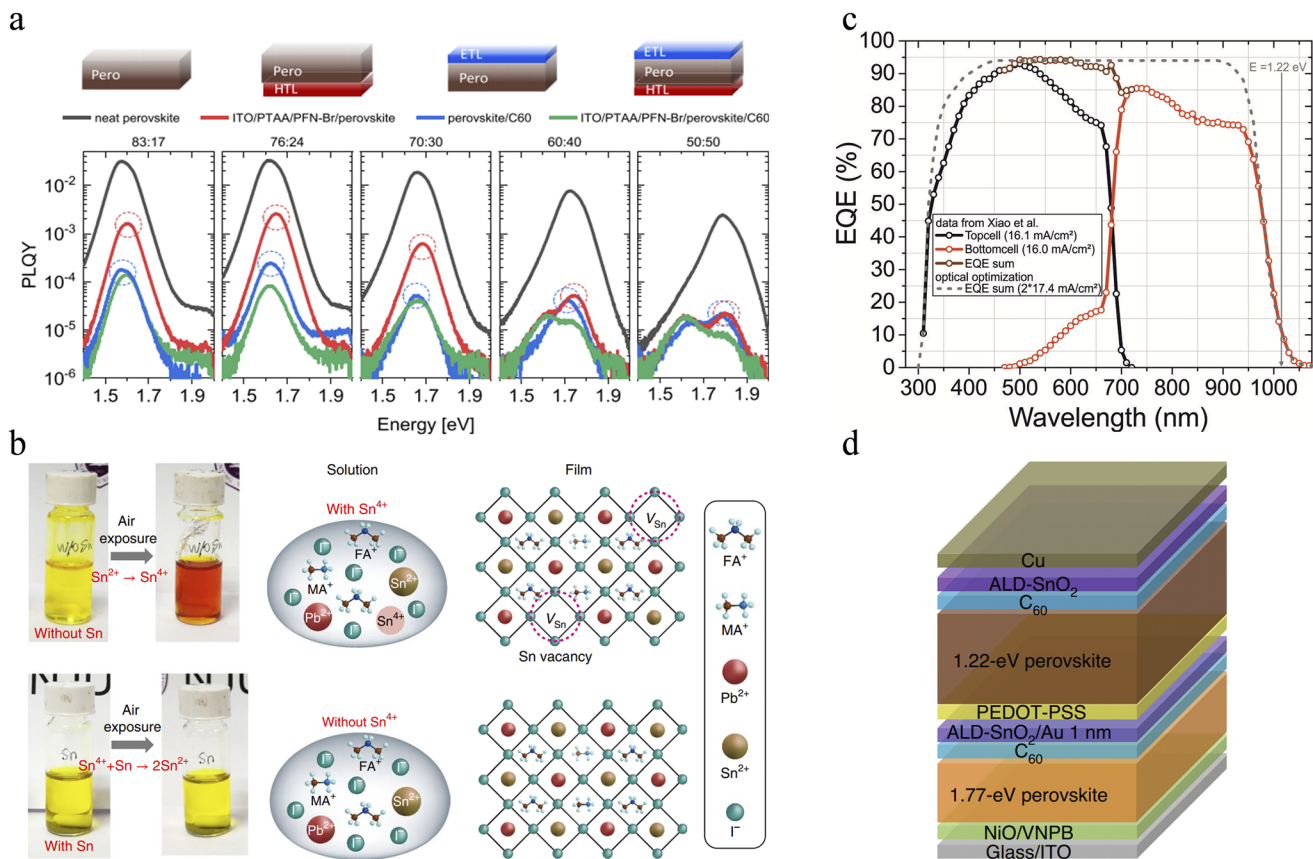 a
Pero
Pero
HTL
ETL
Pero
ETL
Pero
HTL
neat perovskite
ITO/PTAA/PFN-Br/perovskite
perovskite/C60
ITO/PTAA/PFN-Br/perovskite/C60
83:17
76:24
70:30
60:40
50:50
PLQY
10⁻²
10⁻³
10⁻⁴
10⁻⁵
10⁻⁶
1.5 1.7 1.9
1.5 1.7 1.9
1.5 1.7 1.9
1.5 1.7 1.9
1.5 1.7 1.9
Energy [eV]
c
EQE (%)
100
90
80
70
60
50
40
30
20
10
0
E =1.22 eV
data from Xiao et al.
Topcell (16.1 mA/cm²)
Bottomcell (16.0 mA/cm²)
EQE sum
optical optimization
EQE sum (2*17.4 mA/cm²)
300 400 500 600 700 800 900 1000
Wavelength (nm)
b
W/O Sn
Air
exposure
Sn²⁺ → Sn⁴⁺
W/O Sn
Without Sn
Sn
Air
exposure
Sn⁴⁺+Sn → 2Sn²⁺
Sn
With Sn
Solution
With Sn⁴⁺
I⁻
FA⁺
I⁻
MA⁺
I⁻
Sn²⁺
I⁻
I⁻
Pb²⁺
I⁻
Sn⁴⁺
Without Sn⁴⁺
I⁻
FA⁺
I⁻
MA⁺
I⁻
Sn²⁺
I⁻
I⁻
Pb²⁺
I⁻
Film
V_Sn
V_Sn
Sn vacancy
FA⁺
MA⁺
Pb²⁺
Sn²⁺
I⁻
d
Cu
ALD-SnO₂
C₆₀
1.22-eV perovskite
PEDOT-PSS
ALD-SnO₂/Au 1 nm
C₆₀
1.77-eV perovskite
NiO/VNPB
Glass/ITO